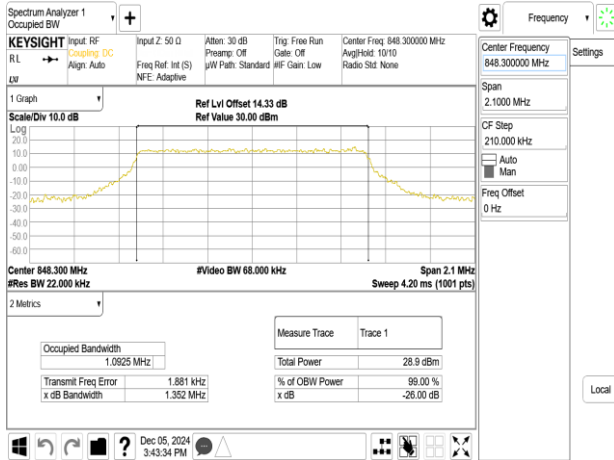 Spectrum Analyzer 1
Occupied BW
Frequency
KEYSIGHT
RL
LXI
Input: RF
Coupling: DC
Align: Auto
Input Z: 50 Ω
Freq Ref: Int (S)
NFE: Adaptive
Atten: 30 dB
Preamp: Off
µW Path: Standard
Trig: Free Run
Gate: Off
#IF Gain: Low
Center Freq: 848.300000 MHz
Avg|Hold: 10/10
Radio Std: None
Center Frequency
848.300000 MHz
Settings
Span
2.1000 MHz
CF Step
210.000 kHz
Auto
Man
Freq Offset
0 Hz
Local
1 Graph
Scale/Div 10.0 dB
Ref Lvl Offset 14.33 dB
Ref Value 30.00 dBm
Log
20.0
10.0
0.00
-10.0
-20.0
-30.0
-40.0
-50.0
-60.0
Center 848.300 MHz
#Res BW 22.000 kHz
#Video BW 68.000 kHz
Span 2.1 MHz
Sweep 4.20 ms (1001 pts)
2 Metrics
Occupied Bandwidth
1.0925 MHz
Transmit Freq Error 1.881 kHz
x dB Bandwidth 1.352 MHz
Measure Trace Trace 1
Total Power 28.9 dBm
% of OBW Power 99.00 %
x dB -26.00 dB
?
Dec 05, 2024
3:43:34 PM